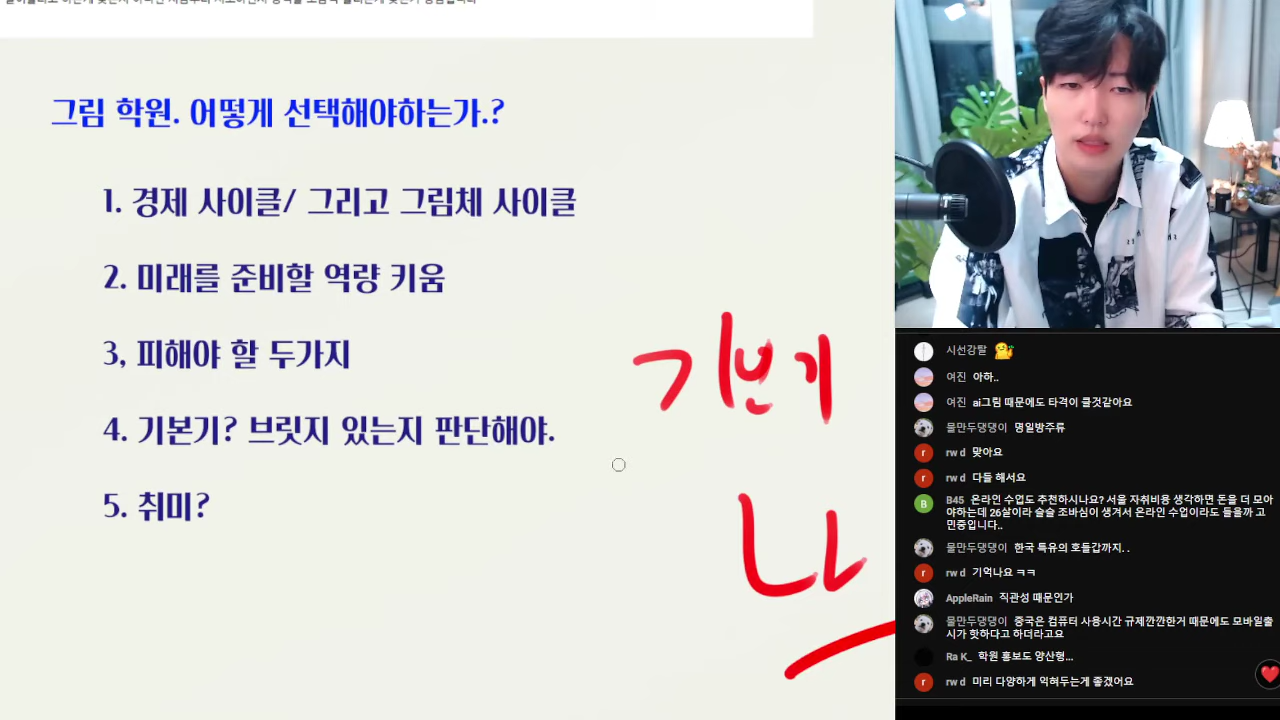 그림 학원. 어떻게 선택해야하는가.?
1. 경제 사이클/ 그리고 그림체 사이클
2. 미래를 준비할 역량 키움
3, 피해야 할 두가지
4. 기본기? 브릿지 있는지 판단해야.
5. 취미?
나
시선강탈
여진 아하..
여진 ai그림 때문에도 타격이 클것같아요
물만두댕댕이 명일방주류
rw d 맞아요
rw d 다들 해서요
B45 온라인 수업도 추천하시나요? 서울 자취비용 생각하면 돈을 더 모아
야하는데 26살이라 슬슬 조바심이 생겨서 온라인 수업이라도 들을까 고
민중입니다..
물만두댕댕이 한국 특유의 호들갑까지. .
rw d 기억나요 ㅋㅋ
AppleRain 직관성 때문인가
물만두댕댕이 중국은 컴퓨터 사용시간 규제깐깐한거 때문에도 모바일출
시가 핫하다고 하더라고요
Ra K_ 학원 홍보도 양산형...
rw d 미리 다양하게 익혀두는게 좋겠어요